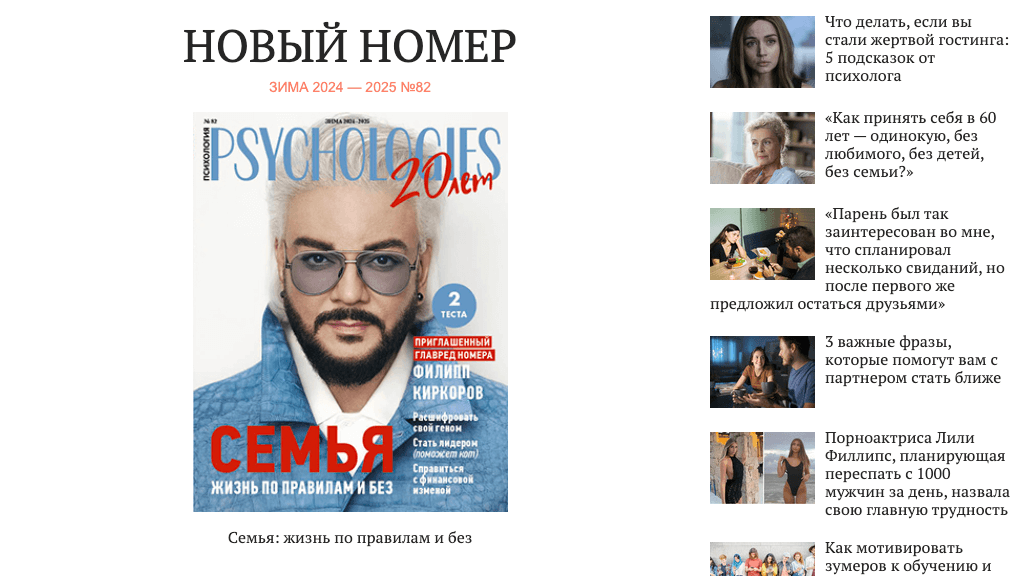 НОВЫЙ НОМЕР
ЗИМА 2024 — 2025 №82
№ 82
ЗИМА 2024–2025
ПСИХОЛОГИЯ
PSYCHOLOGIES
20 лет
2
ТЕСТА
ПРИГЛАШЕННЫЙ
ГЛАВРЕД НОМЕРА
ФИЛИПП
КИРКОРОВ
Расшифровать
свой геном
Стать лидером
(поможет кот)
Справиться
с финансовой
изменой
СЕМЬЯ
ЖИЗНЬ ПО ПРАВИЛАМ И БЕЗ
Семья: жизнь по правилам и без
Что делать, если вы
стали жертвой гостинга:
5 подсказок от
психолога
«Как принять себя в 60
лет — одинокую, без
любимого, без детей,
без семьи?»
«Парень был так
заинтересован во мне,
что спланировал
несколько свиданий, но
после первого же
предложил остаться друзьями»
3 важные фразы,
которые помогут вам с
партнером стать ближе
Порноактриса Лили
Филлипс, планирующая
переспать с 1000
мужчин за день, назвала
свою главную трудность
Как мотивировать
зумеров к обучению и